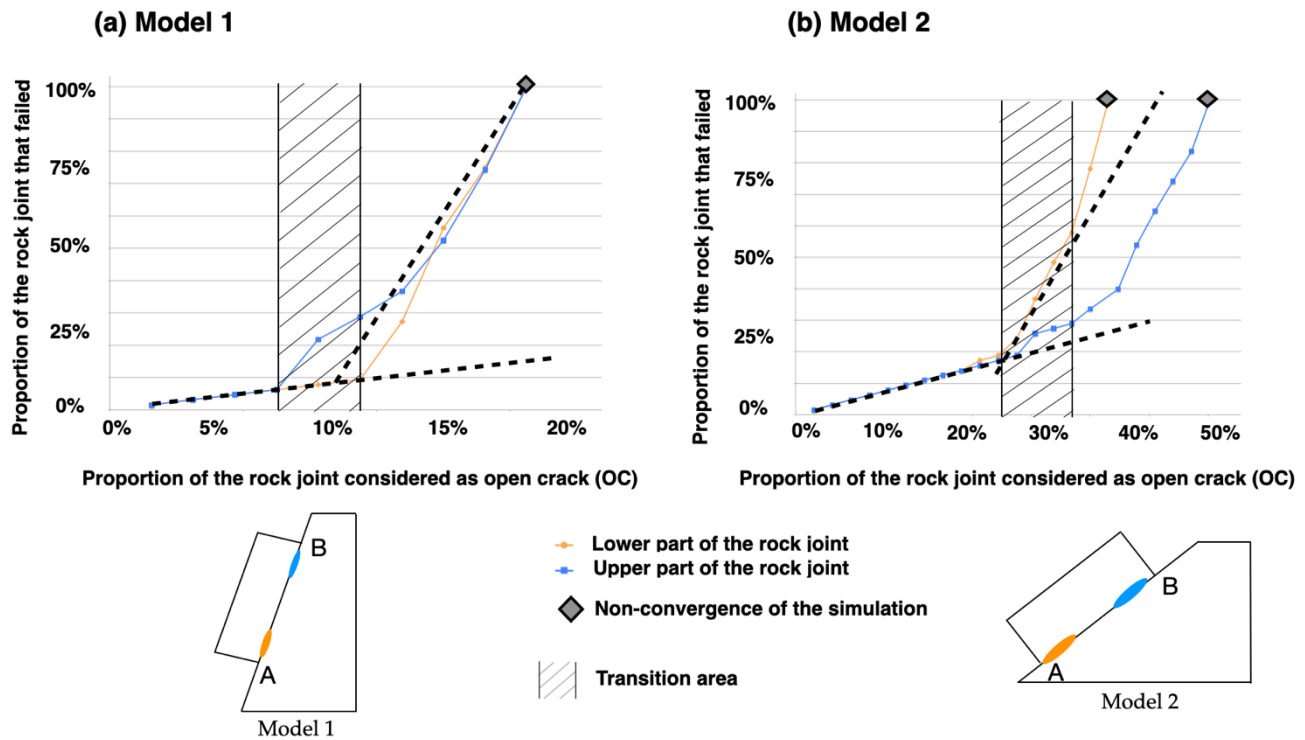 (a) Model 1
(b) Model 2
Proportion of the rock joint that failed
100%
75%
50%
25%
0%
0%
5%
10%
15%
20%
Proportion of the rock joint considered as open crack (OC)
Proportion of the rock joint that failed
100%
75%
50%
25%
0%
0%
10%
20%
30%
40%
50%
Proportion of the rock joint considered as open crack (OC)
B
A
Model 1
Lower part of the rock joint
Upper part of the rock joint
Non-convergence of the simulation
Transition area
B
A
Model 2